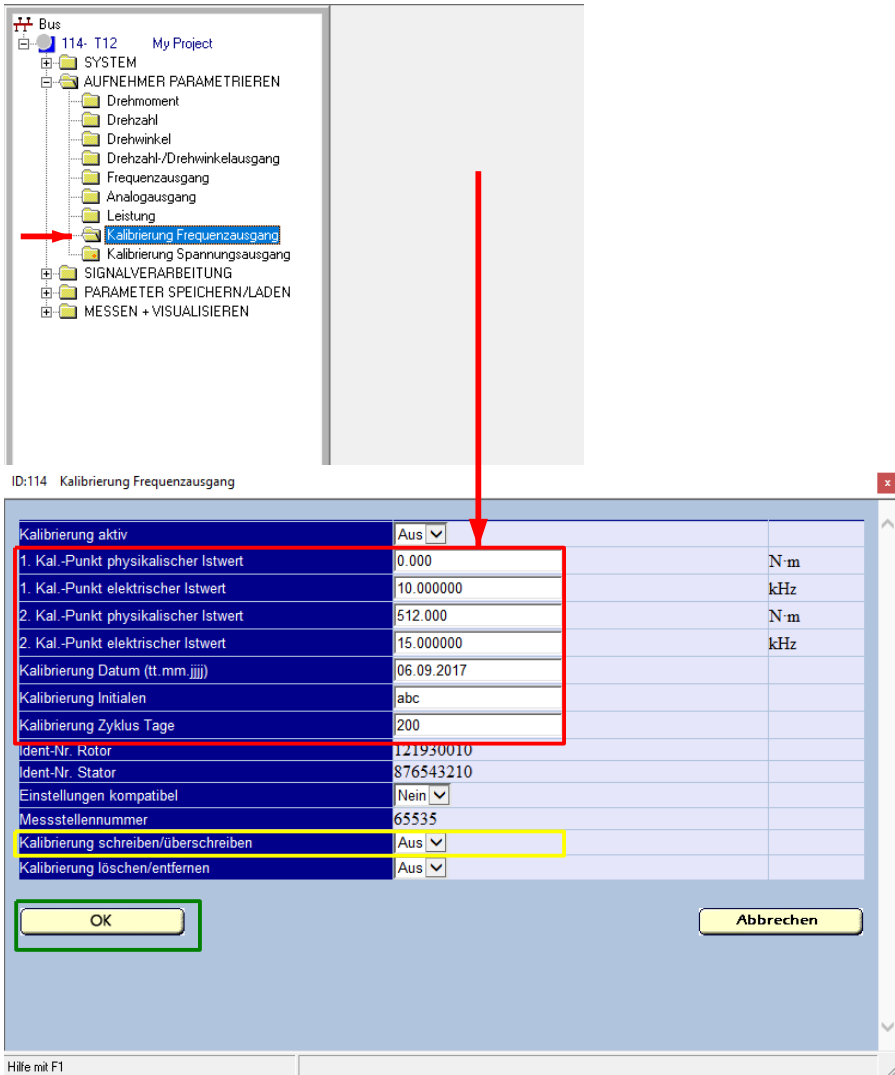 Bus
114- T12 My Project
SYSTEM
AUFNEHMER PARAMETRIEREN
Drehmoment
Drehzahl
Drehwinkel
Drehzahl-/Drehwinkelausgang
Frequenzausgang
Analogausgang
Leistung
Kalibrierung Frequenzausgang
Kalibrierung Spannungsausgang
SIGNALVERARBEITUNG
PARAMETER SPEICHERN/LADEN
MESSEN + VISUALISIEREN
ID:114 Kalibrierung Frequenzausgang x
Kalibrierung aktiv Aus
1. Kal.-Punkt physikalischer Istwert 0.000 N·m
1. Kal.-Punkt elektrischer Istwert 10.000000 kHz
2. Kal.-Punkt physikalischer Istwert 512.000 N·m
2. Kal.-Punkt elektrischer Istwert 15.000000 kHz
Kalibrierung Datum (tt.mm.jjjj) 06.09.2017
Kalibrierung Initialen abc
Kalibrierung Zyklus Tage 200
Ident-Nr. Rotor 121930010
Ident-Nr. Stator 876543210
Einstellungen kompatibel Nein
Messstellennummer 65535
Kalibrierung schreiben/überschreiben Aus
Kalibrierung löschen/entfernen Aus
OK Abbrechen
Hilfe mit F1